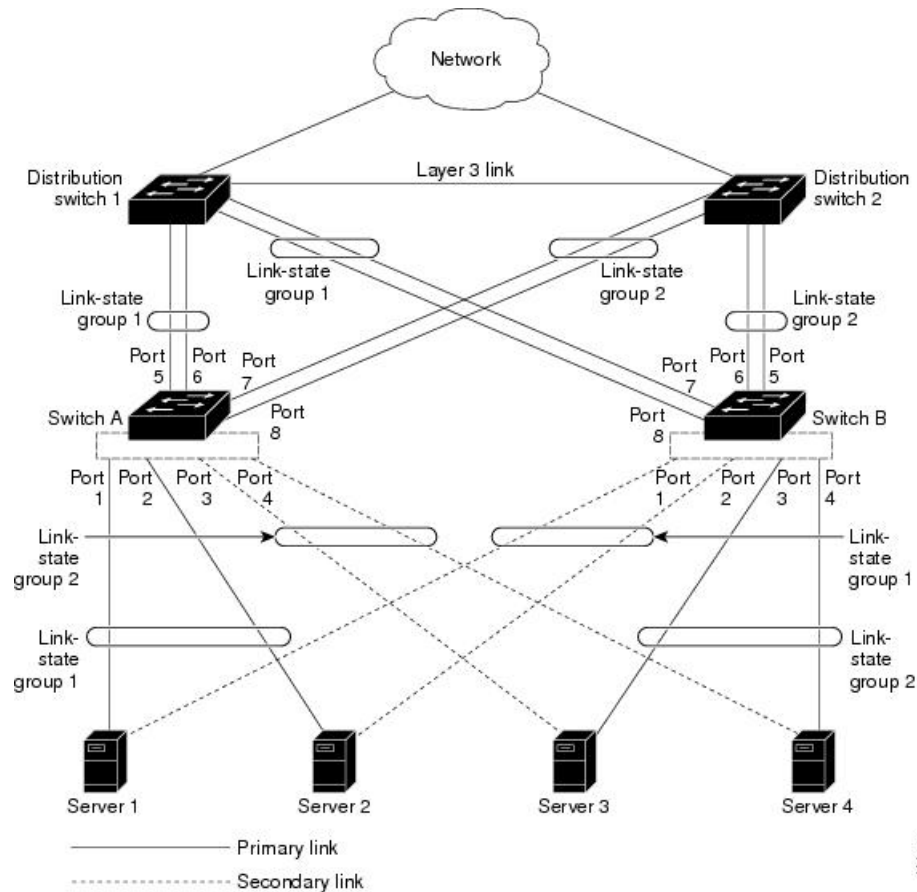 Network
Layer 3 link
Distribution
switch 1
Distribution
switch 2
Link-state
group 1
Link-state
group 2
Link-state
group 1
Link-state
group 2
Port
5
Port
6
Port
7
Port
8
Port
7
Port
6
Port
5
Port
8
Switch A
Switch B
Port
1
Port
2
Port
3
Port
4
Port
1
Port
2
Port
3
Port
4
Link-
state
group 2
Link-
state
group 1
Link-
state
group 1
Link-
state
group 2
Server 1
Server 2
Server 3
Server 4
Primary link
Secondary link